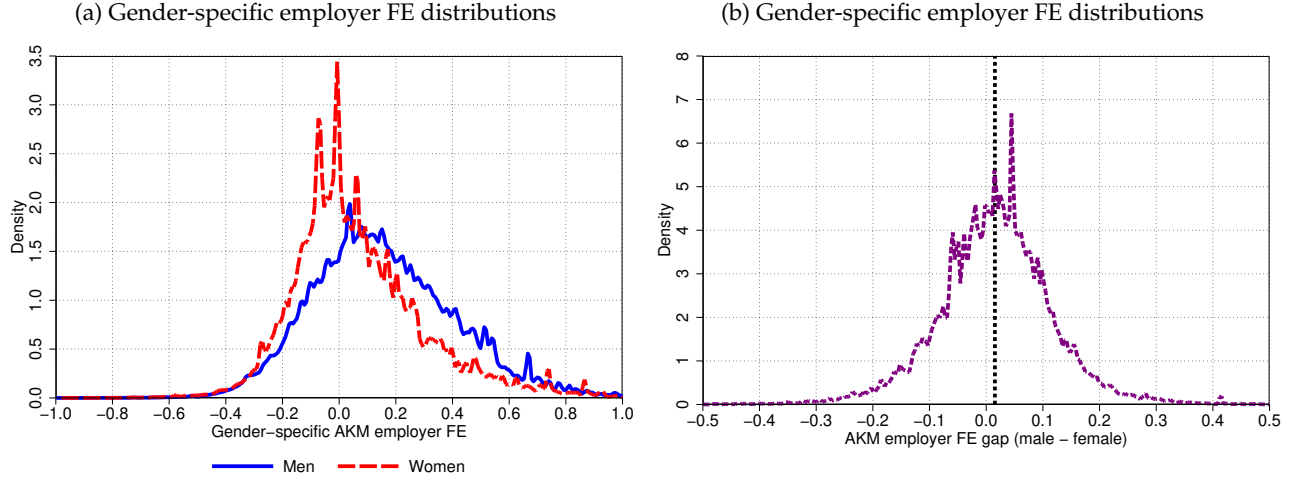 (a) Gender-specific employer FE distributions
3.5
3.0
2.5
2.0
1.5
1.0
0.5
0.0
Density
−1.0 −0.8 −0.6 −0.4 −0.2 0.0 0.2 0.4 0.6 0.8 1.0
Gender−specific AKM employer FE
Men Women
(b) Gender-specific employer FE distributions
8
7
6
5
4
3
2
1
0
Density
−0.5 −0.4 −0.3 −0.2 −0.1 0.0 0.1 0.2 0.3 0.4 0.5
AKM employer FE gap (male − female)